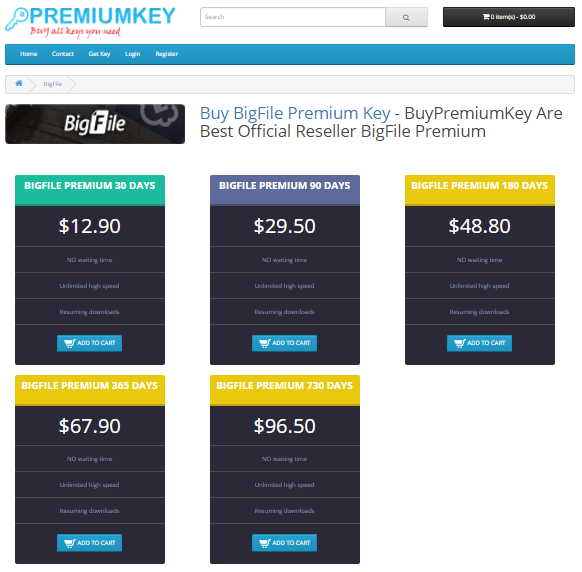 PREMIUMKEY
Buy all keys you need
Search
0 item(s) - $0.00
Home Contact Get Key Login Register
BigFile
BigFile
Buy BigFile Premium Key - BuyPremiumKey Are
Best Official Reseller BigFile Premium
BIGFILE PREMIUM 30 DAYS
$12.90
NO waiting time
Unlimited high speed
Resuming downloads
ADD TO CART
BIGFILE PREMIUM 90 DAYS
$29.50
NO waiting time
Unlimited high speed
Resuming downloads
ADD TO CART
BIGFILE PREMIUM 180 DAYS
$48.80
NO waiting time
Unlimited high speed
Resuming downloads
ADD TO CART
BIGFILE PREMIUM 365 DAYS
$67.90
NO waiting time
Unlimited high speed
Resuming downloads
ADD TO CART
BIGFILE PREMIUM 730 DAYS
$96.50
NO waiting time
Unlimited high speed
Resuming downloads
ADD TO CART